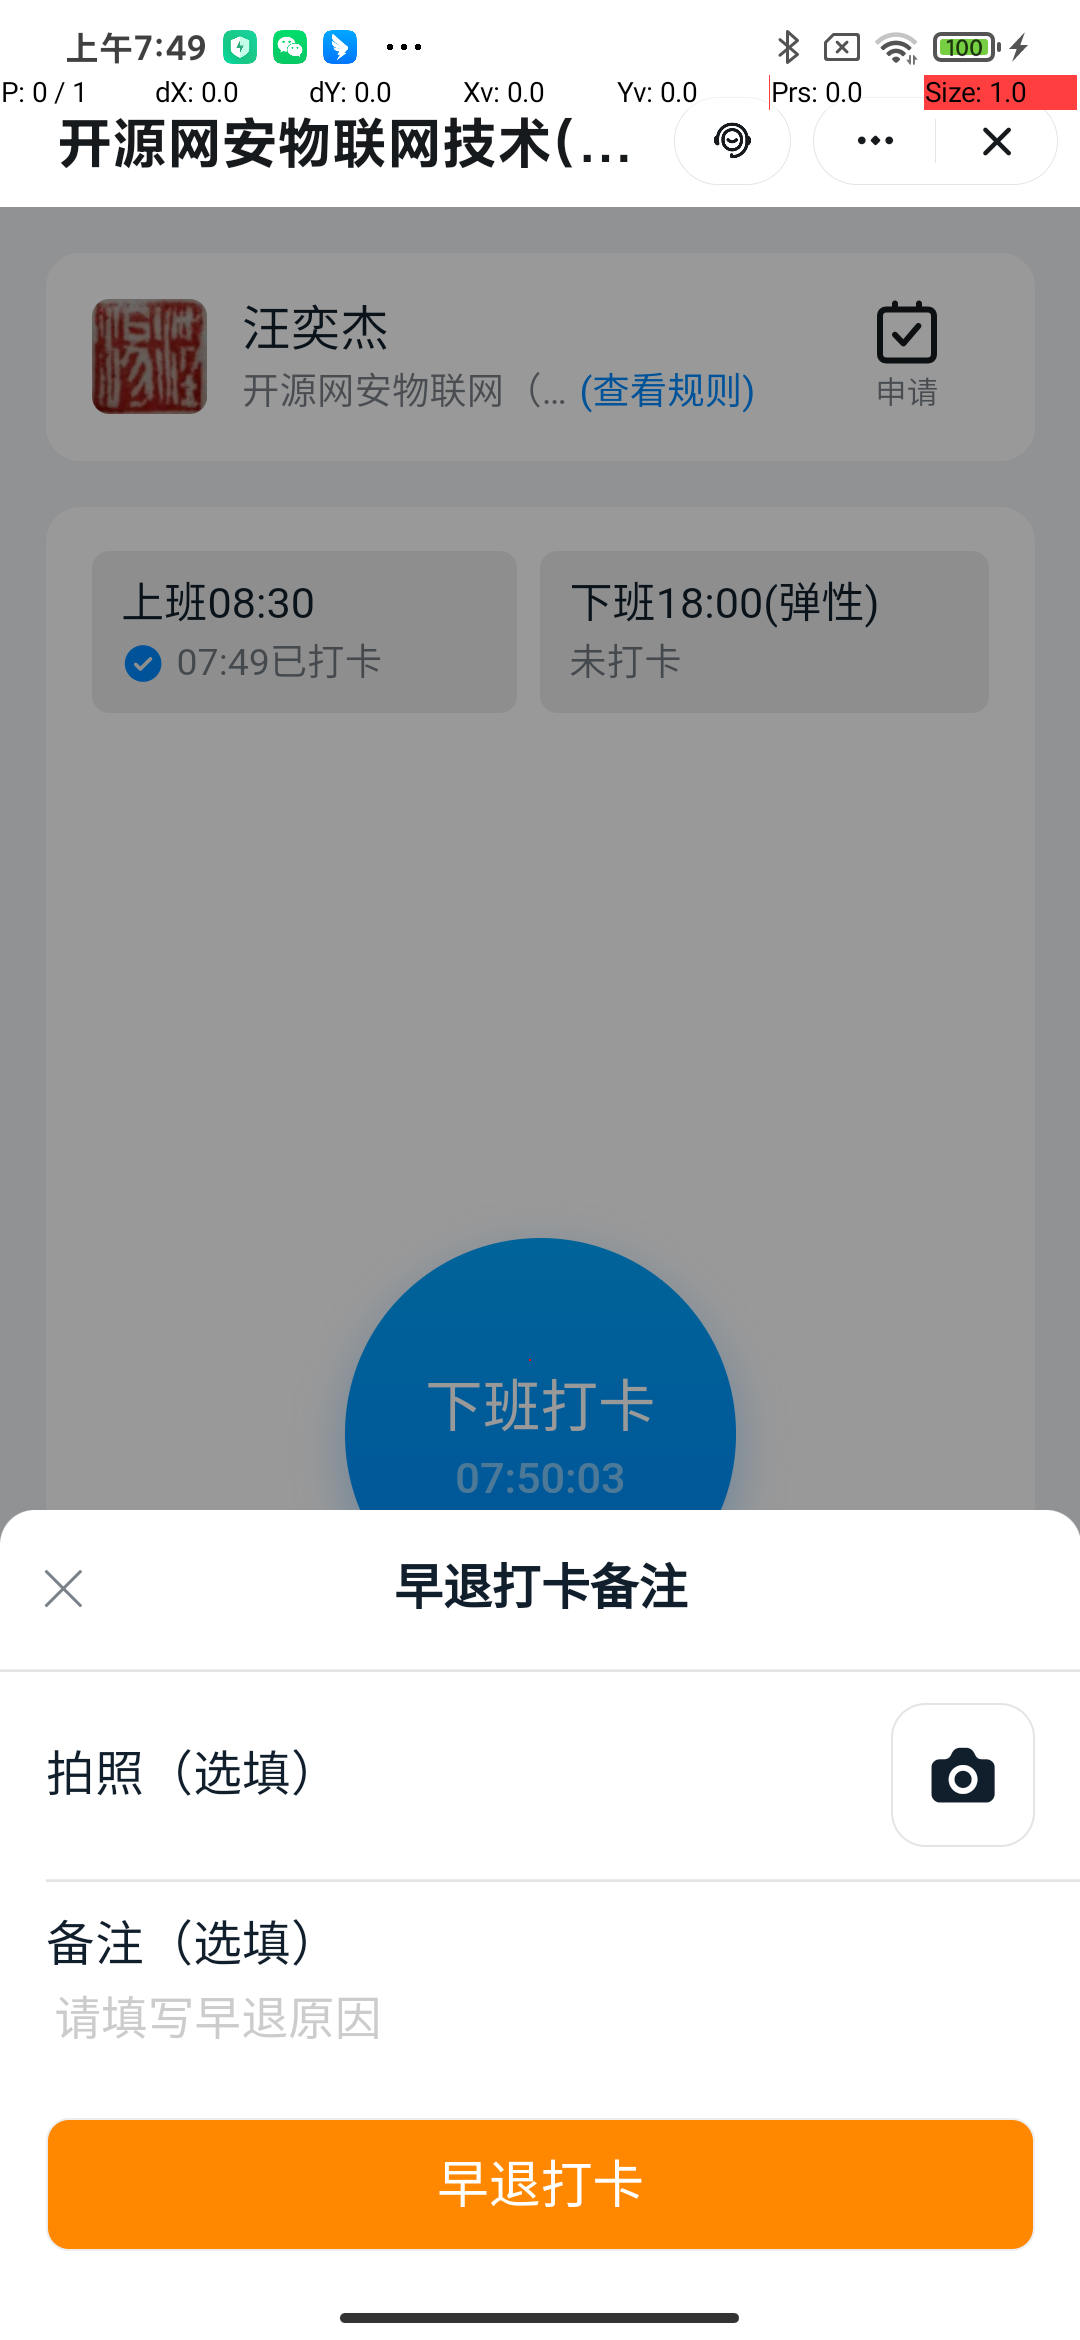 上午7:49
100
P: 0 / 1 dX: 0.0 dY: 0.0 Xv: 0.0 Yv: 0.0 Prs: 0.0 Size: 1.0
开源网安物联网技术(...
汪奕杰
开源网安物联网（... (查看规则)
申请
上班08:30
07:49已打卡
下班18:00(弹性)
未打卡
下班打卡
07:50:03
早退打卡备注
拍照（选填）
备注（选填）
请填写早退原因
早退打卡